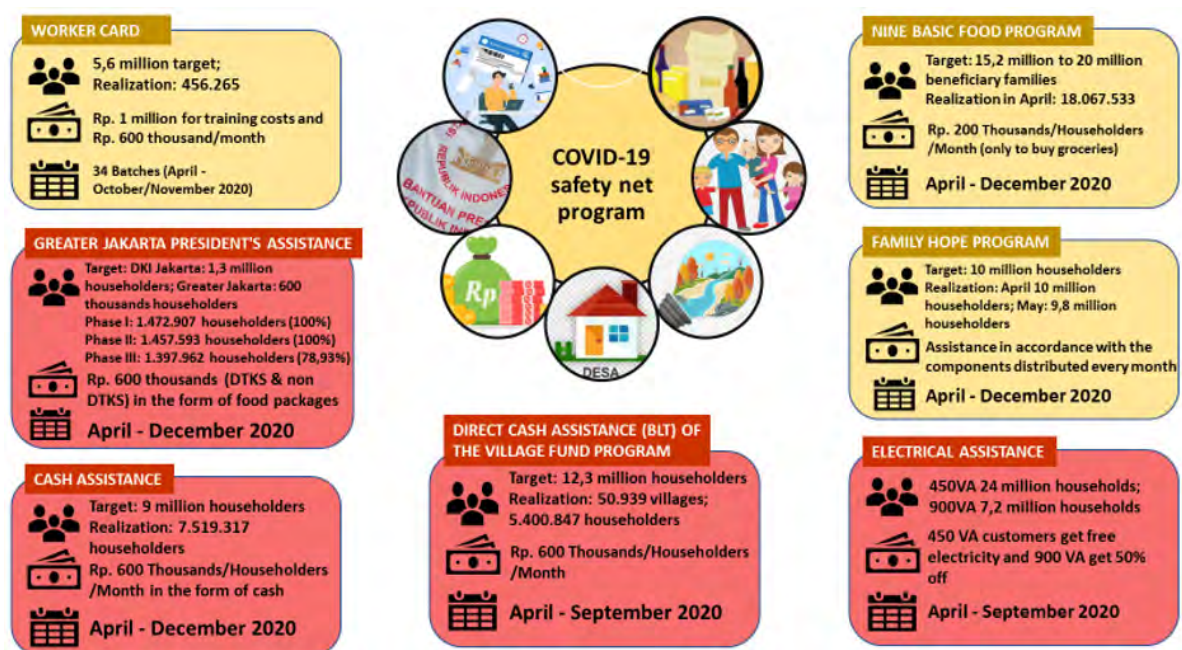 WORKER CARD
5,6 million target;
Realization: 456.265
Rp. 1 million for training costs and
Rp. 600 thousand/month
34 Batches (April -
October/November 2020)
GREATER JAKARTA PRESIDENT'S ASSISTANCE
Target: DKI Jakarta: 1,3 million
householders; Greater Jakarta: 600
thousands householders
Phase I: 1.472.907 householders (100%)
Phase II: 1.457.593 householders (100%)
Phase III: 1.397.962 householders (78,93%)
Rp. 600 thousands (DTKS & non
DTKS) in the form of food packages
April - December 2020
CASH ASSISTANCE
Target: 9 million householders
Realization: 7.519.317
householders
Rp. 600 Thousands/Householders
/Month in the form of cash
April - December 2020
COVID-19
safety net
program
REPUBLIK INDONES
BANTUAN PRE
PUBLIK IN
Rp
DESA
DIRECT CASH ASSISTANCE (BLT) OF
THE VILLAGE FUND PROGRAM
Target: 12,3 million householders
Realization: 50.939 villages;
5.400.847 householders
Rp. 600 Thousands/Householders
/Month
April - September 2020
NINE BASIC FOOD PROGRAM
Target: 15,2 million to 20 million
beneficiary families
Realization in April: 18.067.533
Rp. 200 Thousands/Householders
/Month (only to buy groceries)
April - December 2020
FAMILY HOPE PROGRAM
Target: 10 million households
Realization: April 10 million
householders; May: 9,8 million
householders
Assistance in accordance with the
components distributed every month
April - December 2020
ELECTRICAL ASSISTANCE
450VA 24 million households;
900VA 7,2 million households
450 VA customers get free
electricity and 900 VA get 50%
off
April - September 2020